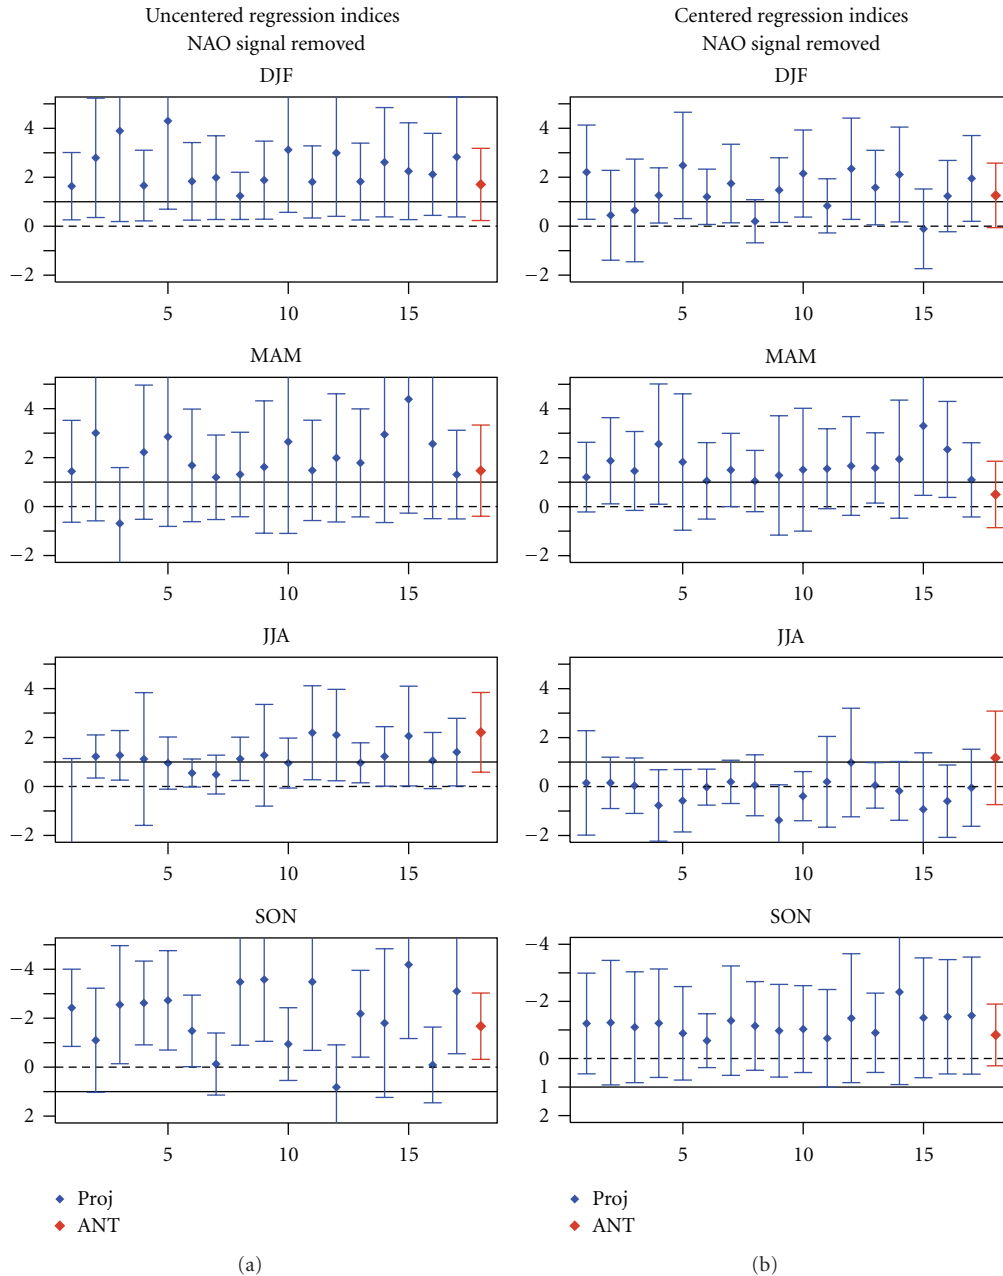 Uncentered regression indices
NAO signal removed
DJF
4
2
0
−2
5 10 15
MAM
4
2
0
−2
5 10 15
JJA
4
2
0
−2
5 10 15
SON
−4
−2
0
2
5 10 15
Proj
ANT
(a)
Centered regression indices
NAO signal removed
DJF
4
2
0
−2
5 10 15
MAM
4
2
0
−2
5 10 15
JJA
4
2
0
−2
5 10 15
SON
−4
−2
0
1
2
5 10 15
Proj
ANT
(b)